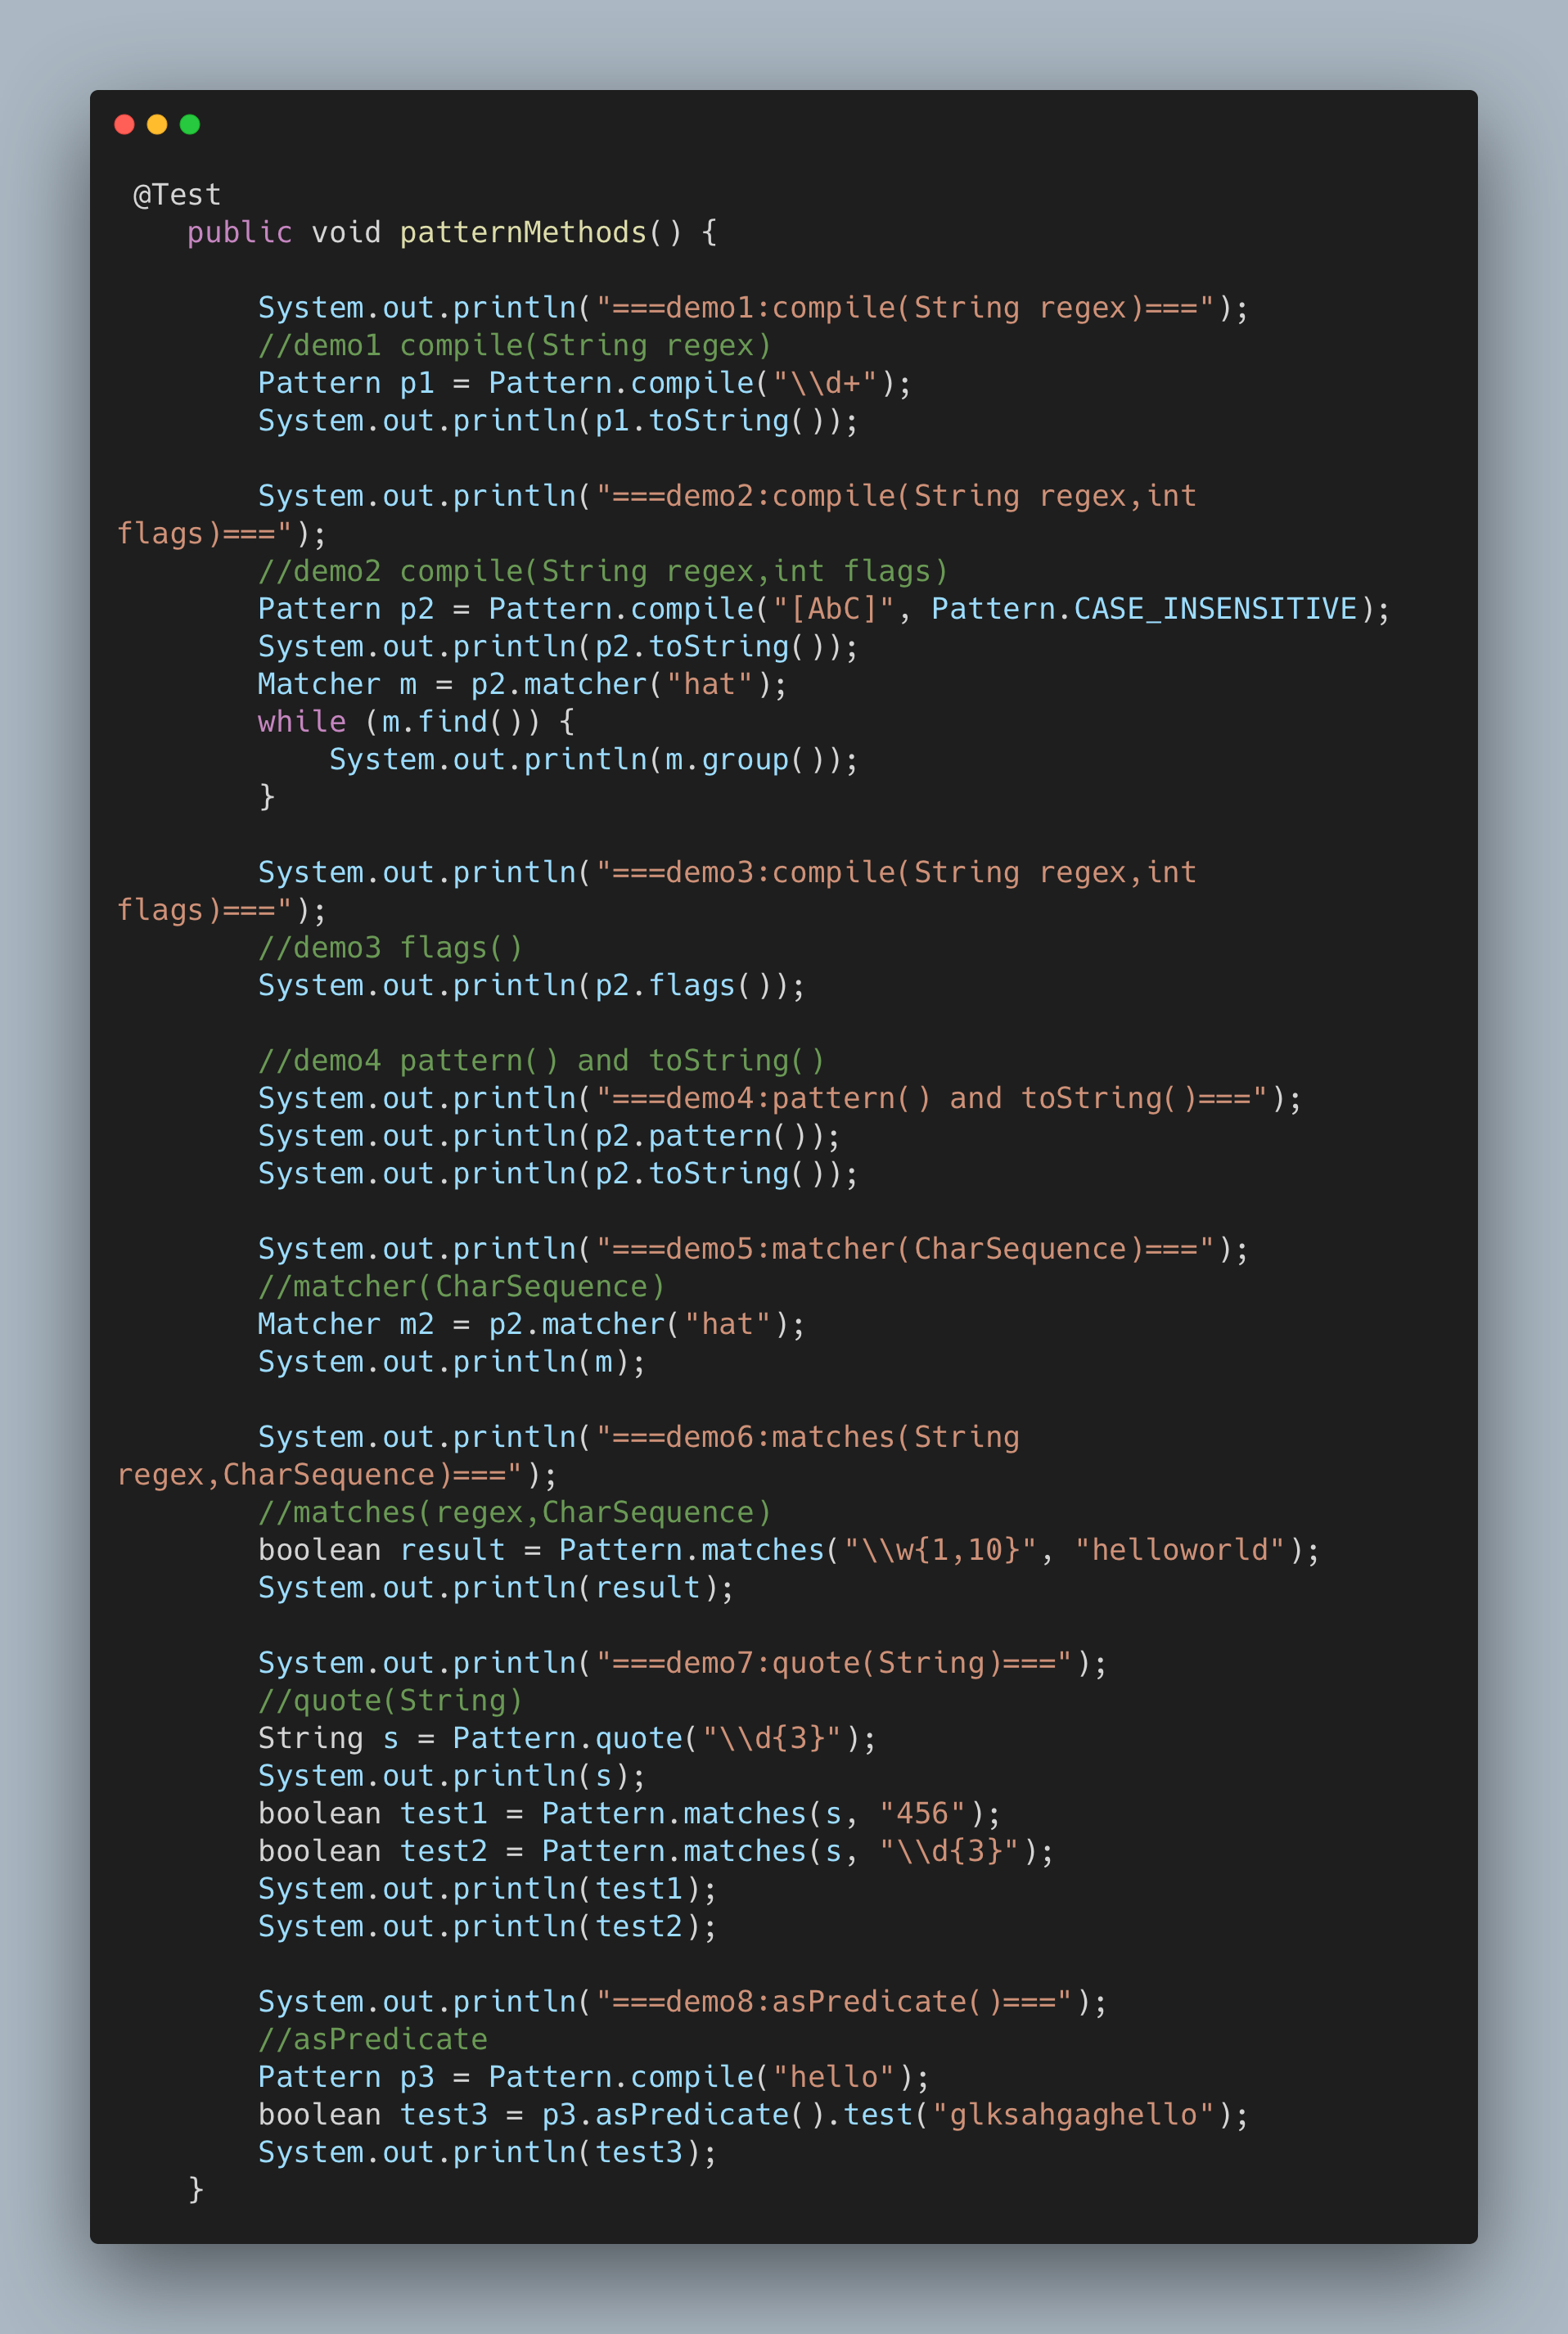 @Test
public void patternMethods() {
System.out.println("===demo1:compile(String regex)===");
//demo1 compile(String regex)
Pattern p1 = Pattern.compile("\\d+");
System.out.println(p1.toString());
System.out.println("===demo2:compile(String regex,int
flags)===");
//demo2 compile(String regex,int flags)
Pattern p2 = Pattern.compile("[AbC]", Pattern.CASE_INSENSITIVE);
System.out.println(p2.toString());
Matcher m = p2.matcher("hat");
while (m.find()) {
System.out.println(m.group());
}
System.out.println("===demo3:compile(String regex,int
flags)===");
//demo3 flags()
System.out.println(p2.flags());
//demo4 pattern() and toString()
System.out.println("===demo4:pattern() and toString()===");
System.out.println(p2.pattern());
System.out.println(p2.toString());
System.out.println("===demo5:matcher(CharSequence)===");
//matcher(CharSequence)
Matcher m2 = p2.matcher("hat");
System.out.println(m);
System.out.println("===demo6:matches(String
regex,CharSequence)===");
//matches(regex,CharSequence)
boolean result = Pattern.matches("\\w{1,10}", "helloworld");
System.out.println(result);
System.out.println("===demo7:quote(String)===");
//quote(String)
String s = Pattern.quote("\\d{3}");
System.out.println(s);
boolean test1 = Pattern.matches(s, "456");
boolean test2 = Pattern.matches(s, "\\d{3}");
System.out.println(test1);
System.out.println(test2);
System.out.println("===demo8:asPredicate()===");
//asPredicate
Pattern p3 = Pattern.compile("hello");
boolean test3 = p3.asPredicate().test("glksahgaghello");
System.out.println(test3);
}